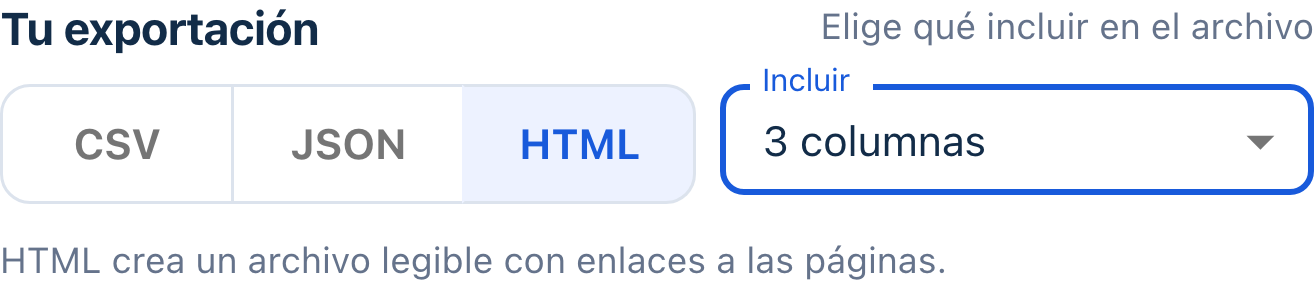 Tu exportación
Elige qué incluir en el archivo
CSV
JSON
HTML
Incluir
3 columnas
HTML crea un archivo legible con enlaces a las páginas.